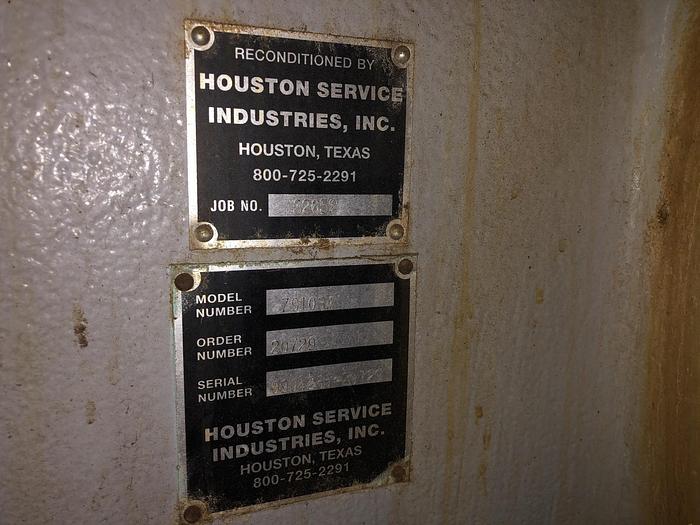 RECONDITIONED BY
HOUSTON SERVICE
INDUSTRIES, INC.
HOUSTON, TEXAS
800-725-2291
JOB NO.
MODEL
NUMBER
ORDER
NUMBER
SERIAL
NUMBER
HOUSTON SERVICE
INDUSTRIES, INC.
HOUSTON, TEXAS
800-725-2291